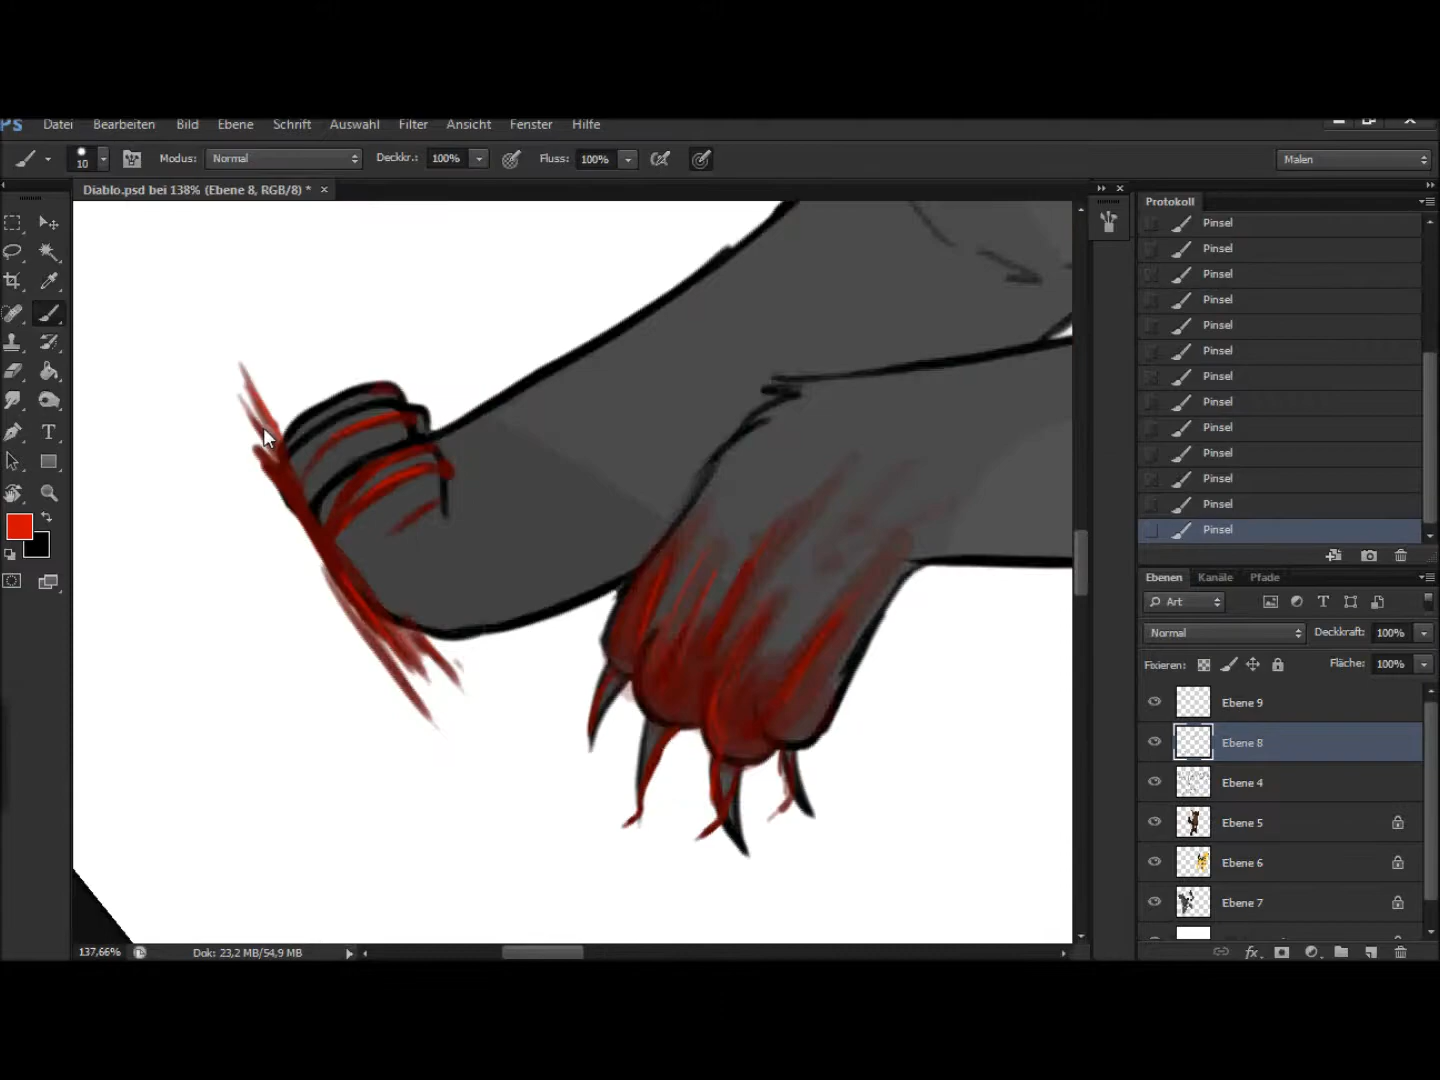 PS Datei Bearbeiten Bild Ebene Schrift Auswahl Filter Ansicht Fenster Hilfe
10 Modus: Normal Deckkr.: 100% Fluss: 100% Malen
Diablo.psd bei 138% (Ebene 8, RGB/8) * ×
Protokoll
Pinsel
Pinsel
Pinsel
Pinsel
Pinsel
Pinsel
Pinsel
Pinsel
Pinsel
Pinsel
Pinsel
Pinsel
Pinsel
Ebenen Kanäle Pfade
Art
Normal Deckkraft: 100%
Fixieren: Fläche: 100%
Ebene 9
Ebene 8
Ebene 4
Ebene 5
Ebene 6
Ebene 7
137,66% Dok: 23,2 MB/54,9 MB
fx